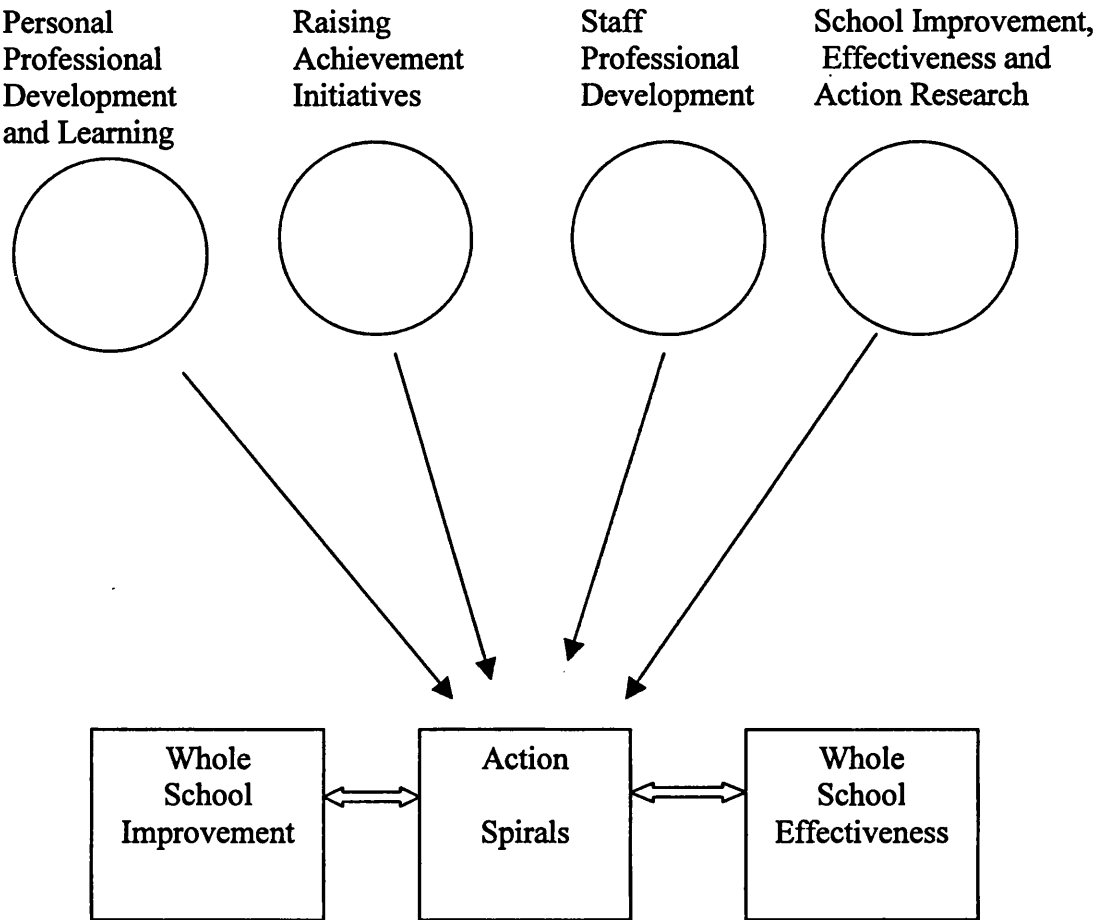 Personal
Professional
Development
and Learning
Raising
Achievement
Initiatives
Staff
Professional
Development
School Improvement,
Effectiveness and
Action Research
Whole
School
Improvement
Action
Spirals
Whole
School
Effectiveness